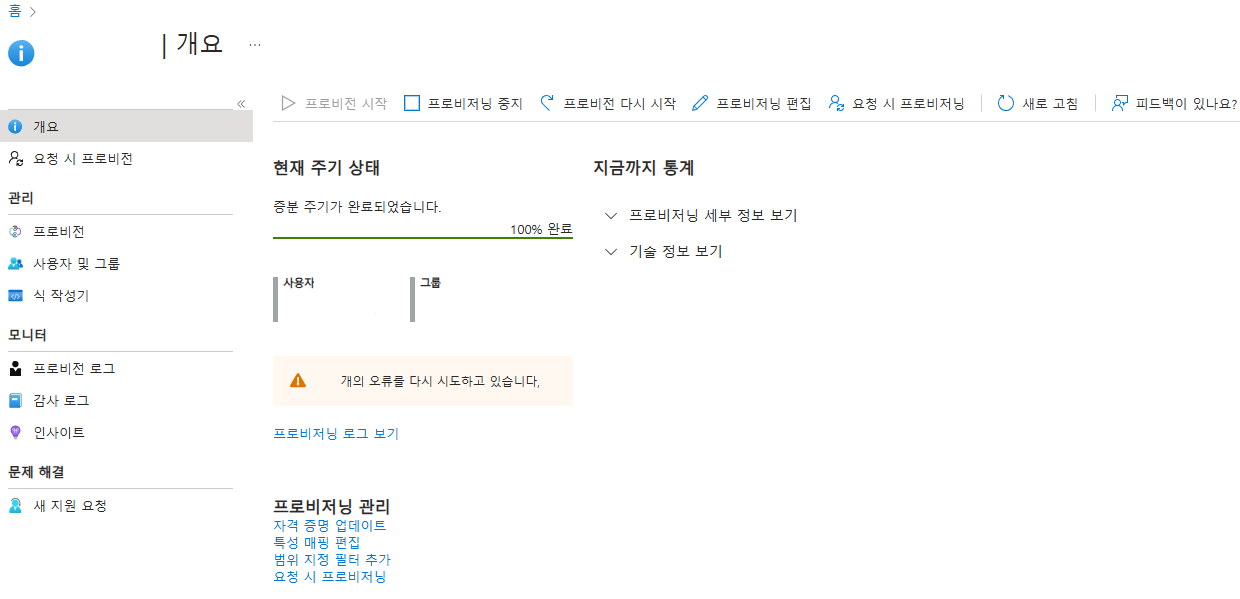 홈 >
| 개요 ...
«
프로비전 시작 프로비저닝 중지 프로비전 다시 시작 프로비저닝 편집 요청 시 프로비저닝 새로 고침 피드백이 있나요?
개요
요청 시 프로비전
관리
프로비전
사용자 및 그룹
식 작성기
모니터
프로비전 로그
감사 로그
인사이트
문제 해결
새 지원 요청
현재 주기 상태
증분 주기가 완료되었습니다.
100% 완료
사용자 그룹
개의 오류를 다시 시도하고 있습니다,
프로비저닝 로그 보기
프로비저닝 관리
자격 증명 업데이트
특성 매핑 편집
범위 지정 필터 추가
요청 시 프로비저닝
지금까지 통계
프로비저닝 세부 정보 보기
기술 정보 보기